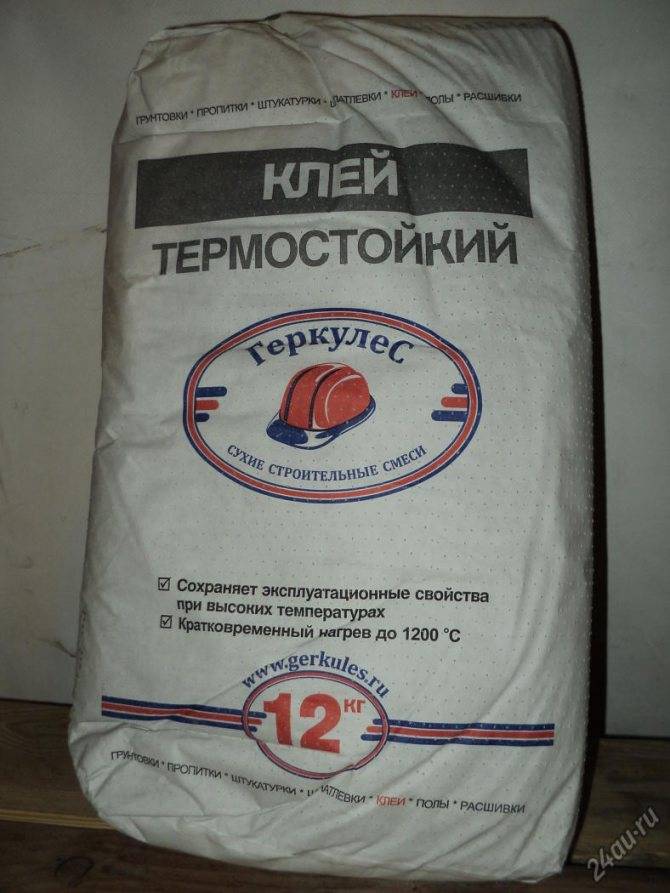 ГРУНТОВКИ * ПРОПИТКИ * ШТУКАТУРКИ * ШПАТЛЕВКИ * КЛЕИ * ПОЛЫ * РАСШИВКИ
КЛЕЙ
ТЕРМОСТОЙКИЙ
Геркулес
СУХИЕ СТРОИТЕЛЬНЫЕ СМЕСИ
Сохраняет эксплуатационные свойства
при высоких температурах
Кратковременный нагрев до 1200 °С
www.gerkules.ru
12 кг
ГРУНТОВКИ * ПРОПИТКИ * ШТУКАТУРКИ * ШПАТЛЕВКИ * КЛЕИ * ПОЛЫ * РАСШИВКИ
24au.ru